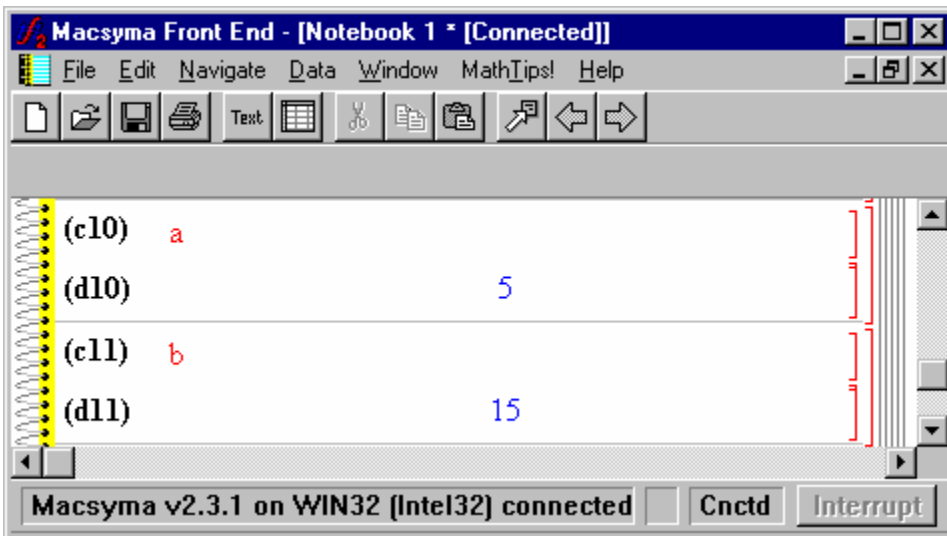 Macsyma Front End - [Notebook 1 * [Connected]]
File Edit Navigate Data Window MathTips! Help
Text
(c10) a
(d10) 5
(c11) b
(d11) 15
Macsyma v2.3.1 on WIN32 (Intel32) connected Cnctd Interrupt